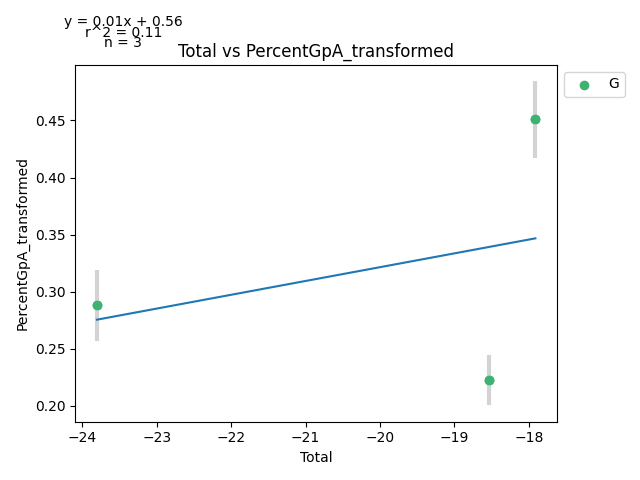 y = 0.01x + 0.56
r^2 = 0.11
n = 3
Total vs PercentGpA_transformed
G
PercentGpA_transformed
0.45
0.40
0.35
0.30
0.25
0.20
−24
−23
−22
−21
−20
−19
−18
Total